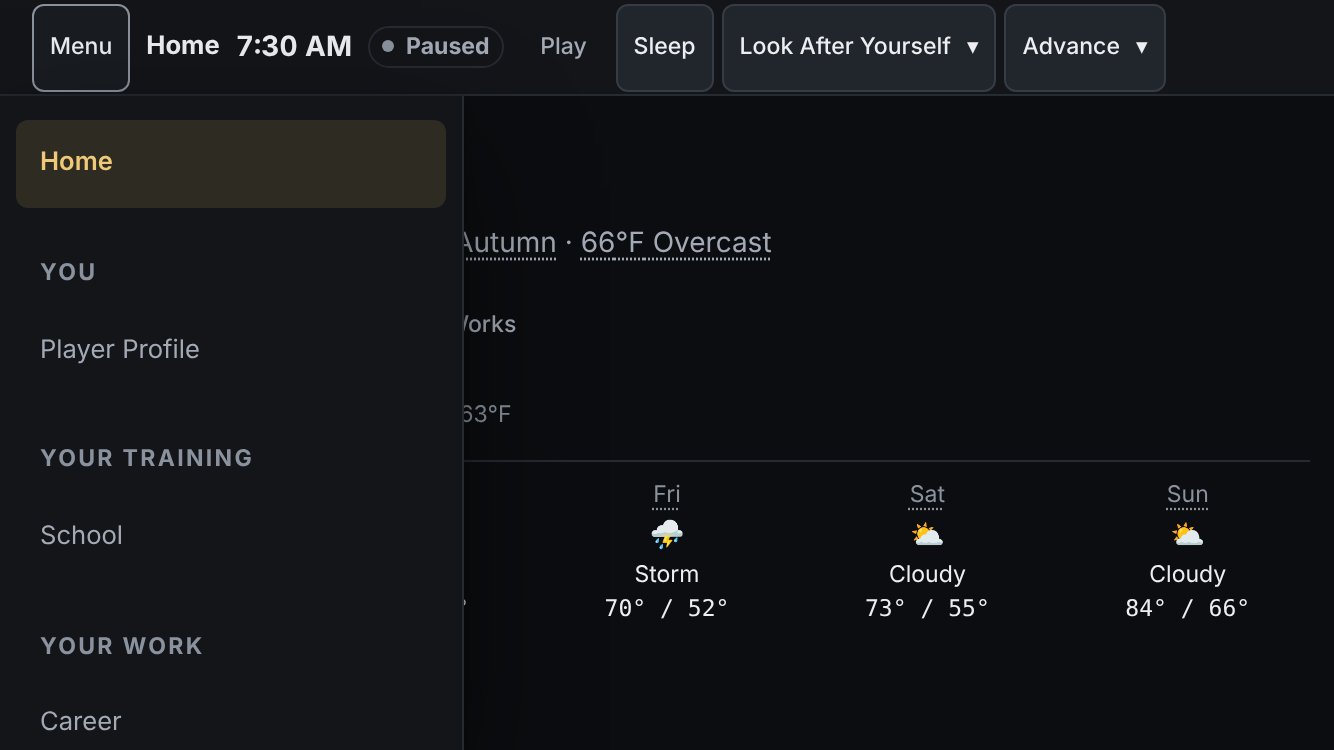 Menu Home 7:30 AM Paused Play Sleep Look After Yourself ▼ Advance ▼
Home
Autumn · 66°F Overcast
YOU
orks
Player Profile
63°F
YOUR TRAINING
Fri Sat Sun
School
Storm Cloudy Cloudy
70° / 52° 73° / 55° 84° / 66°
YOUR WORK
Career